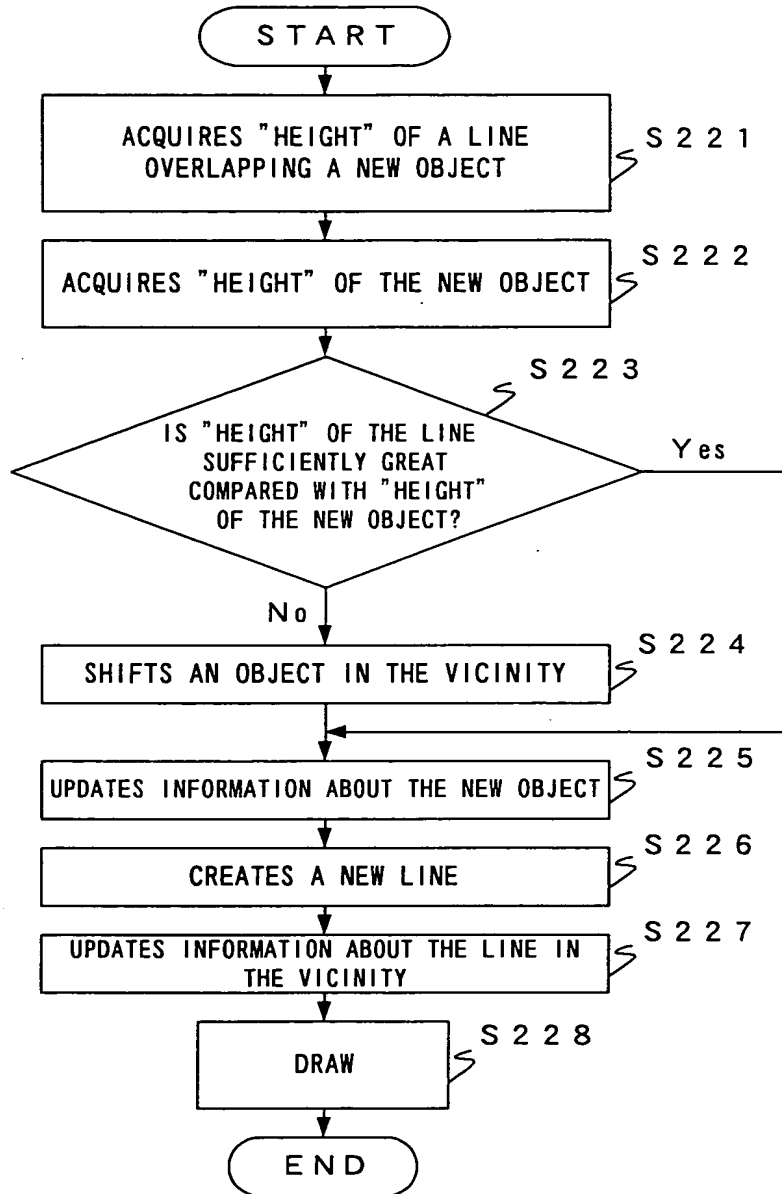 START
ACQUIRES "HEIGHT" OF A LINE
OVERLAPPING A NEW OBJECT
S221
ACQUIRES "HEIGHT" OF THE NEW OBJECT
S222
S223
IS "HEIGHT" OF THE LINE
SUFFICIENTLY GREAT
COMPARED WITH "HEIGHT"
OF THE NEW OBJECT?
Yes
No
SHIFTS AN OBJECT IN THE VICINITY
S224
UPDATES INFORMATION ABOUT THE NEW OBJECT
S225
CREATES A NEW LINE
S226
UPDATES INFORMATION ABOUT THE LINE IN
THE VICINITY
S227
DRAW
S228
END